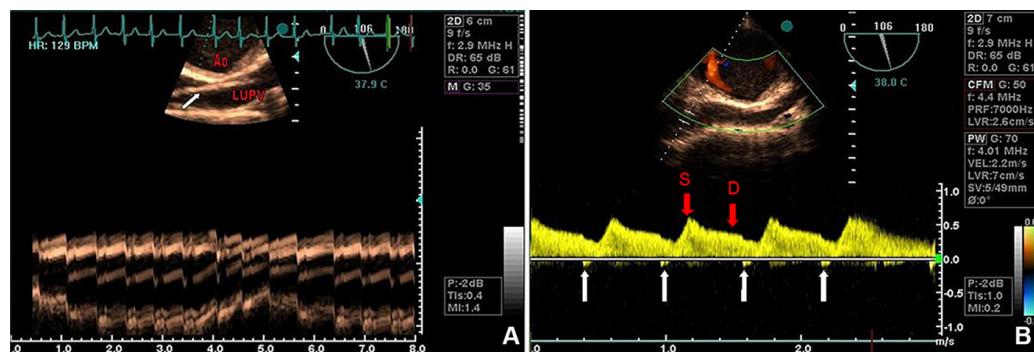 0 106 180
HR: 129 BPM
37.9 C
2D 6 cm
9 f/s
f: 2.9 MHz H
DR: 65 dB
R: 0.0 G: 61
M G: 35
Ao
LUPV
P:-2dB
TIs:0.4
MI:1.4
.0 1.0 2.0 3.0 4.0 5.0 6.0 7.0 8.0
A
0 106 180
38.0 C
2D 7 cm
9 f/s
f: 2.9 MHz H
DR: 65 dB
R: 0.0 G: 61
CFM G: 50
f: 4.4 MHz
PRF:7000Hz
LVR:2.6cm/s
PW G: 70
f: 4.01 MHz
VEL:2.2m/s
LVR:7cm/s
SV:5/49mm
Ø:0°
S D
1.0
0.5
0.0
-0.5
-1.0
m/s
P:-2dB
TIs:1.0
MI:0.2
.0 1.0 2.0
B